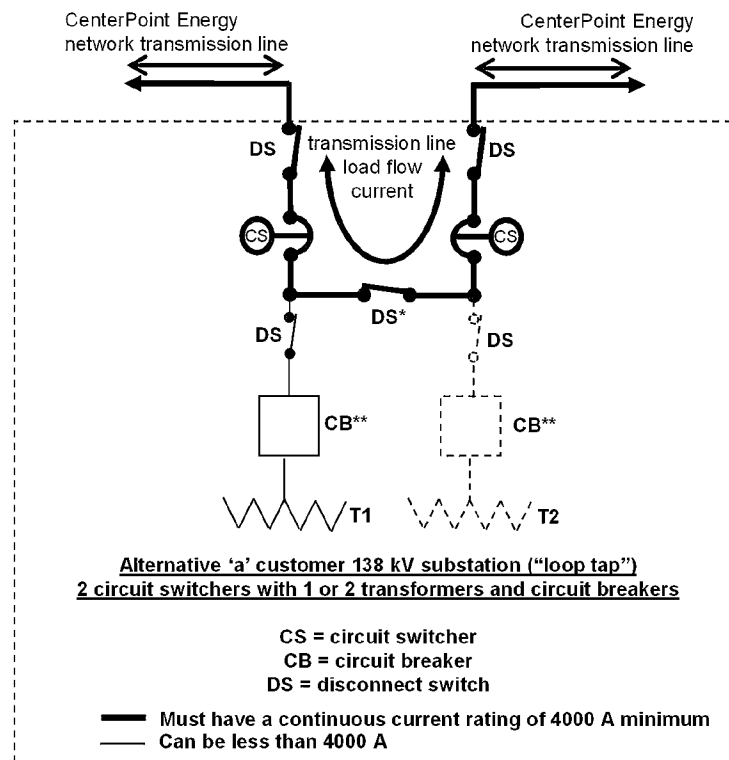 CenterPoint Energy
network transmission line
CenterPoint Energy
network transmission line
DS
transmission line
load flow
current
DS
CS
CS
DS
DS*
DS
CB**
CB**
T1
T2
Alternative ‘a’ customer 138 kV substation (“loop tap”)
2 circuit switchers with 1 or 2 transformers and circuit breakers
CS = circuit switcher
CB = circuit breaker
DS = disconnect switch
Must have a continuous current rating of 4000 A minimum
Can be less than 4000 A